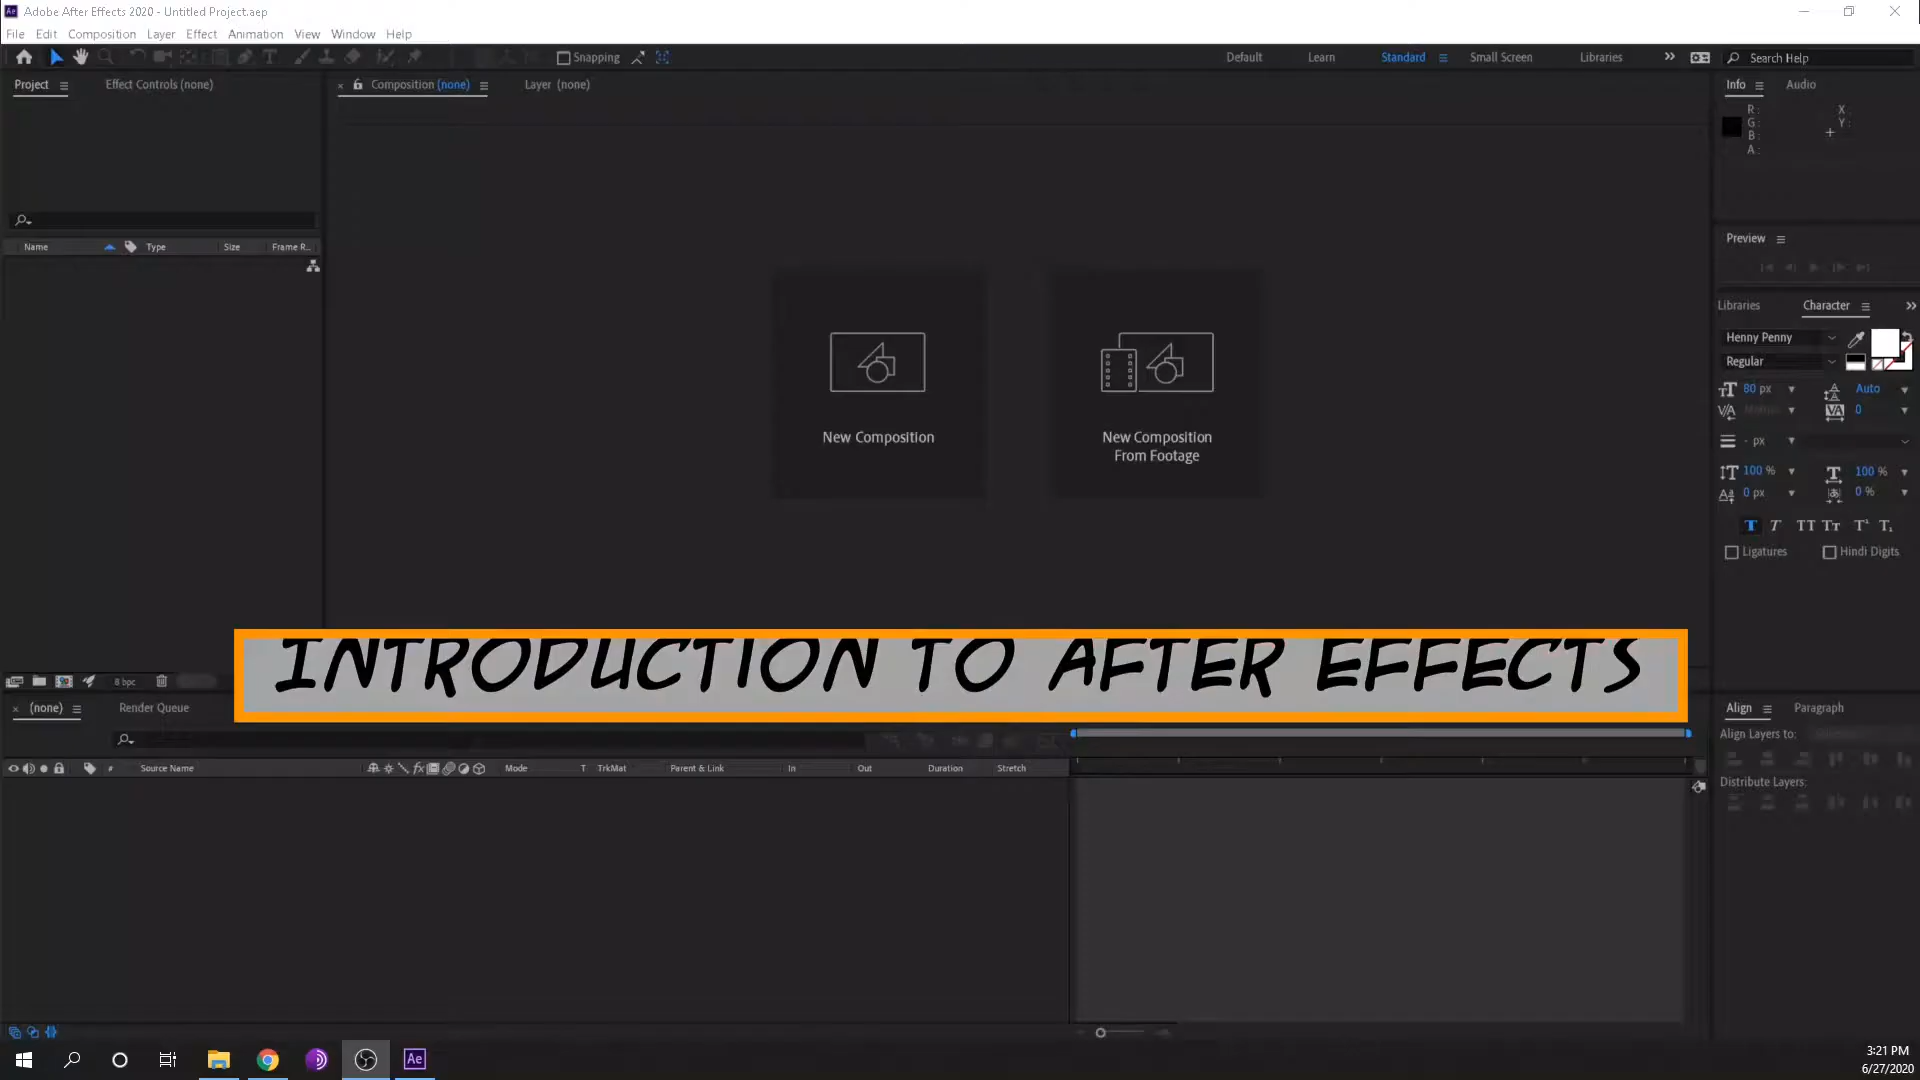 Adobe After Effects 2020 - Untitled Project.aep
File Edit Composition Layer Effect Animation View Window Help
Snapping Default Learn Standard Small Screen Libraries Search Help
Project Effect Controls (none) Composition (none) Layer (none) Info Audio
R: X:
G: Y:
B:
A:
Name Type Size Frame R...
Preview
Libraries Character
Henny Penny
Regular
80 px Auto
0
- px
100 % 100 %
0 px 0 %
Ligatures Hindi Digits
New Composition
New Composition
From Footage
INTRODUCTION TO AFTER EFFECTS
8 bpc
(none) Render Queue
Align Paragraph
Align Layers to:
# Source Name Mode T TrkMat Parent & Link In Out Duration Stretch
Distribute Layers:
3:21 PM
6/27/2020